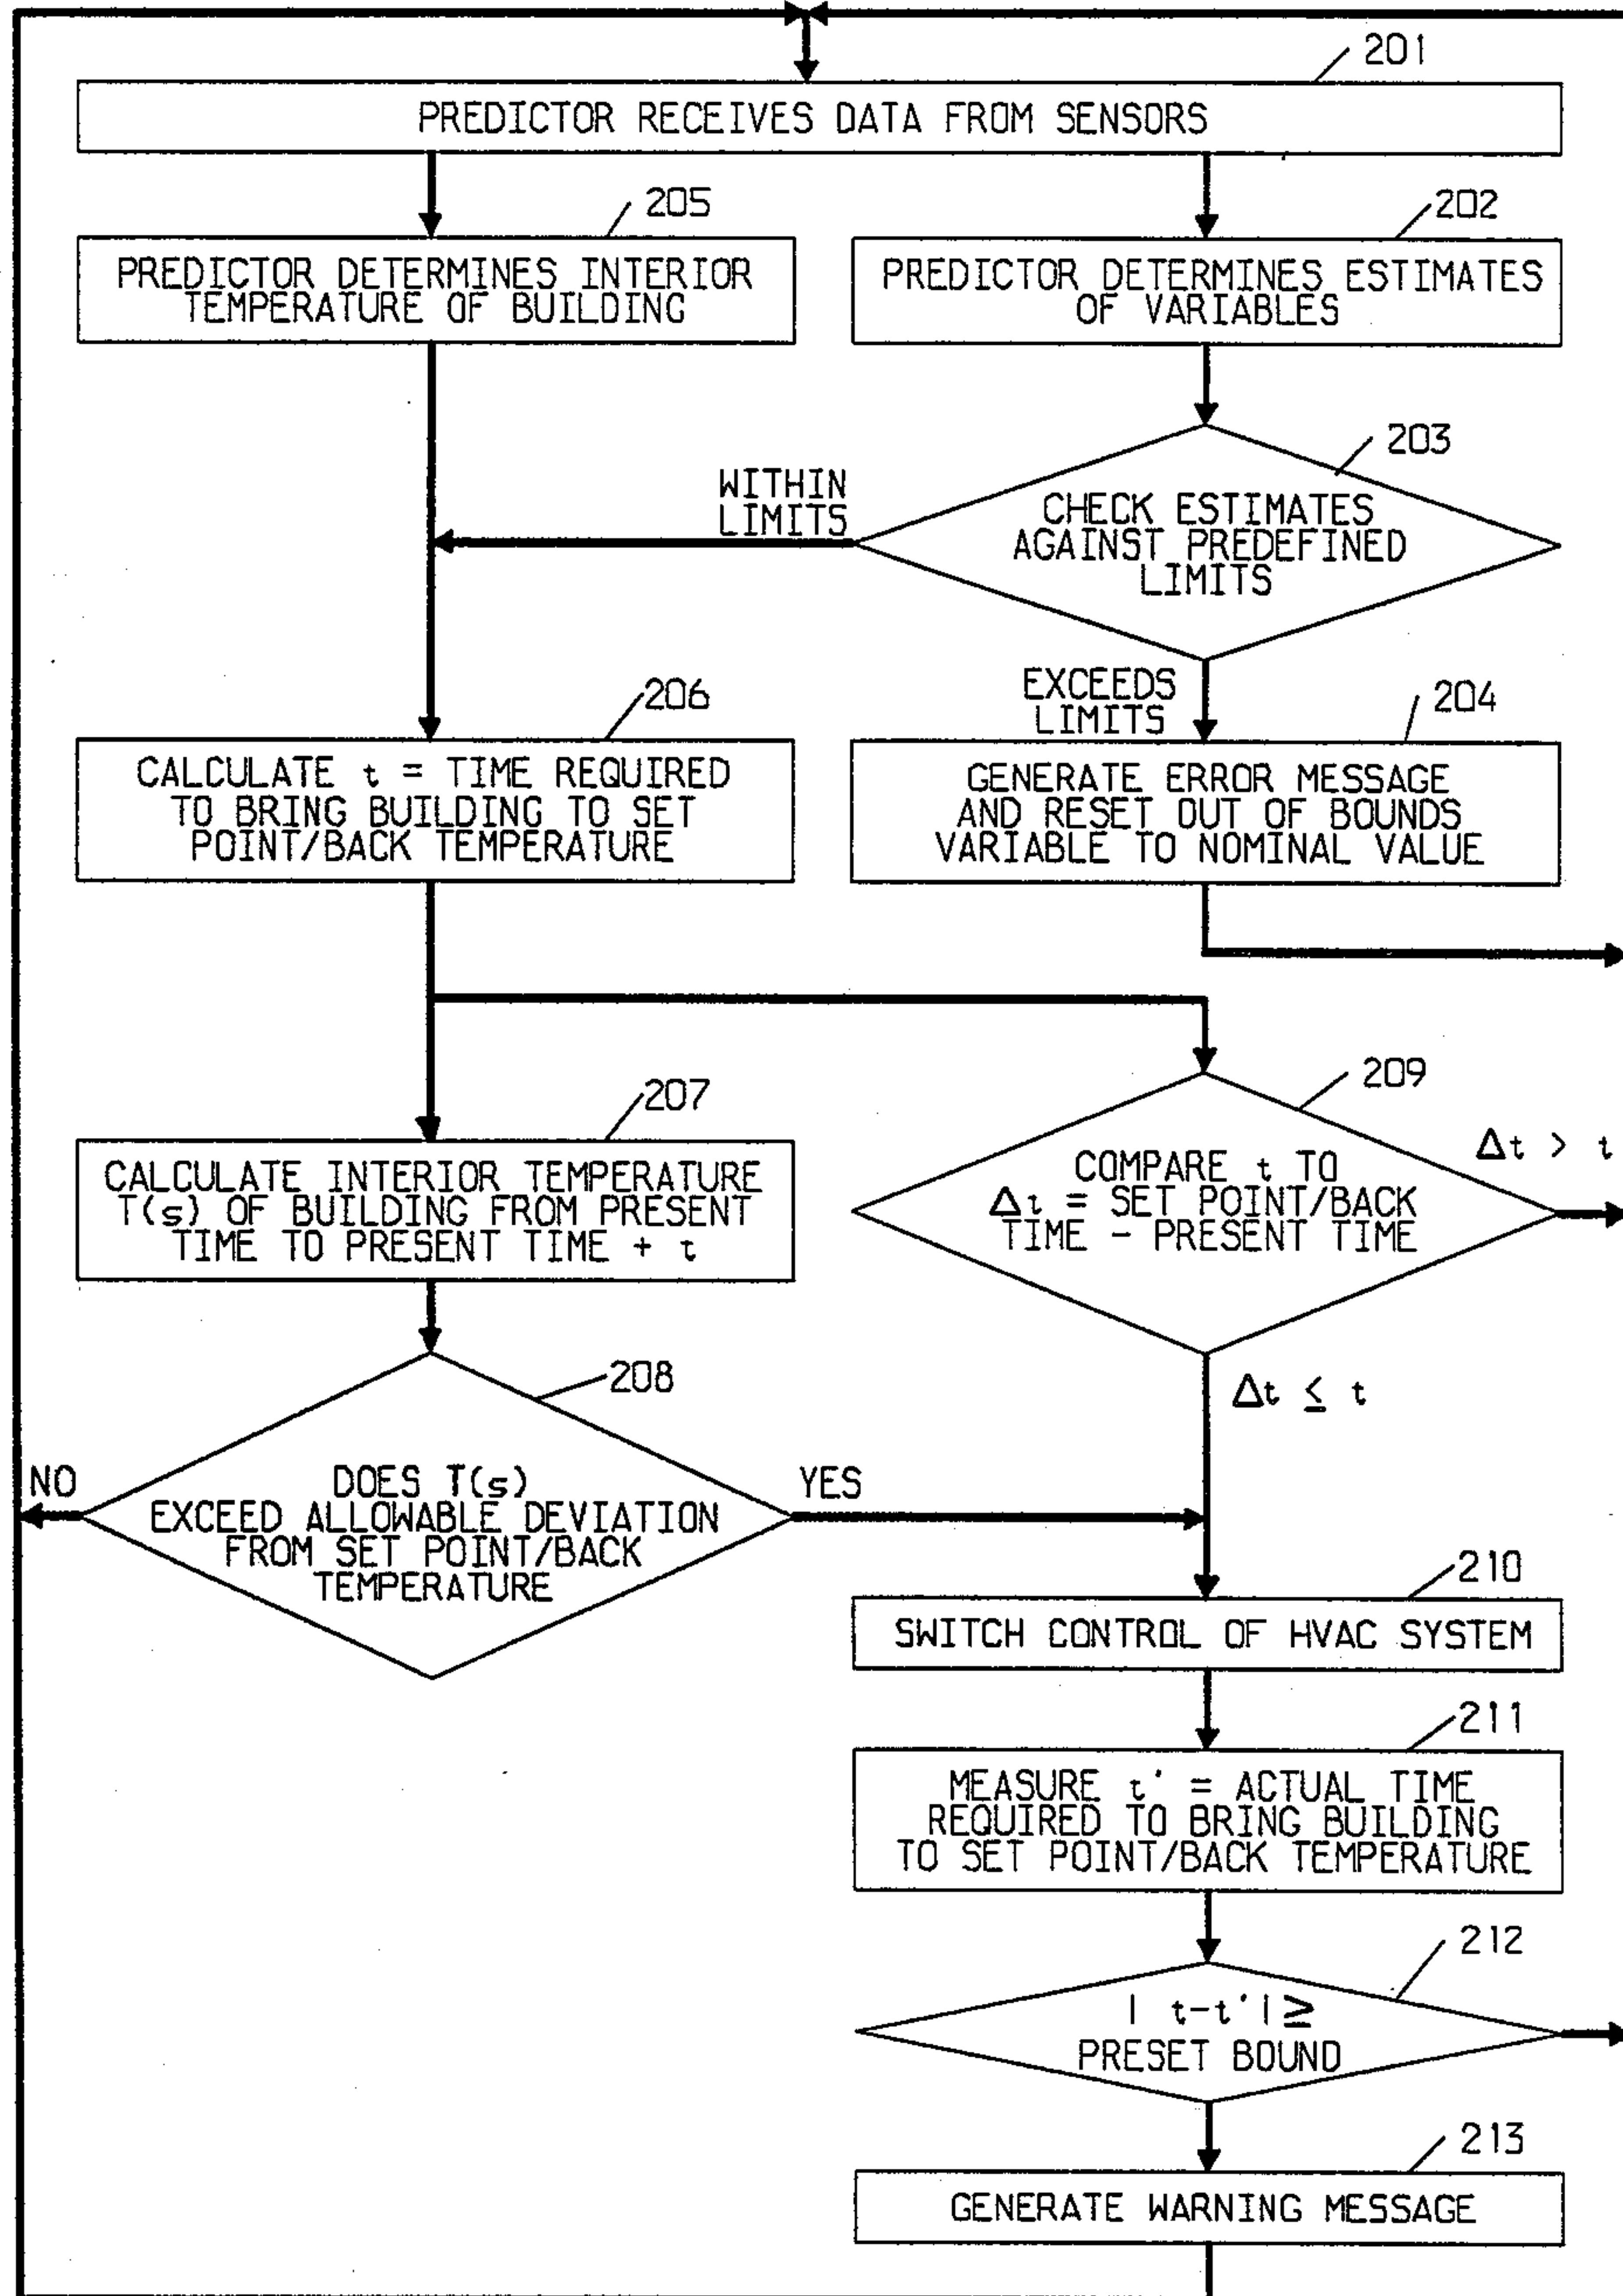 201
PREDICTOR RECEIVES DATA FROM SENSORS
205
PREDICTOR DETERMINES INTERIOR
TEMPERATURE OF BUILDING
202
PREDICTOR DETERMINES ESTIMATES
OF VARIABLES
203
CHECK ESTIMATES
AGAINST PREDEFINED
LIMITS
WITHIN
LIMITS
EXCEEDS
LIMITS
206
CALCULATE t = TIME REQUIRED
TO BRING BUILDING TO SET
POINT/BACK TEMPERATURE
204
GENERATE ERROR MESSAGE
AND RESET OUT OF BOUNDS
VARIABLE TO NOMINAL VALUE
207
CALCULATE INTERIOR TEMPERATURE
T(s) OF BUILDING FROM PRESENT
TIME TO PRESENT TIME + t
209
COMPARE t TO
Δt = SET POINT/BACK
TIME - PRESENT TIME
Δt > t
Δt ≤ t
208
DOES T(s)
EXCEED ALLOWABLE DEVIATION
FROM SET POINT/BACK
TEMPERATURE
NO
YES
210
SWITCH CONTROL OF HVAC SYSTEM
211
MEASURE t' = ACTUAL TIME
REQUIRED TO BRING BUILDING
TO SET POINT/BACK TEMPERATURE
212
| t-t'| ≥
PRESET BOUND
213
GENERATE WARNING MESSAGE